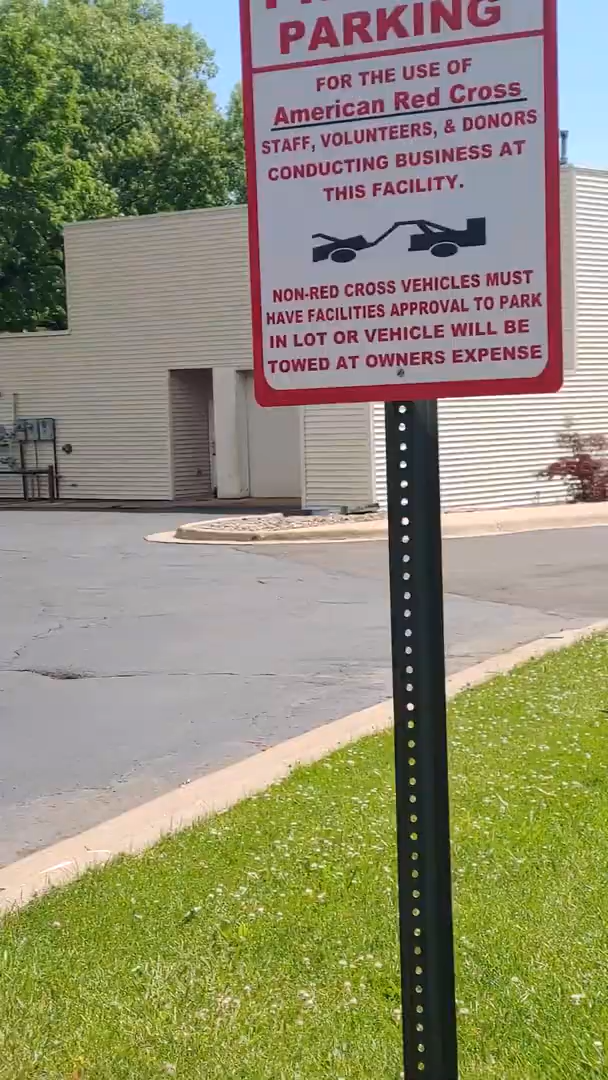 PARKING
FOR THE USE OF
American Red Cross
STAFF, VOLUNTEERS, & DONORS
CONDUCTING BUSINESS AT
THIS FACILITY.
NON-RED CROSS VEHICLES MUST
HAVE FACILITIES APPROVAL TO PARK
IN LOT OR VEHICLE WILL BE
TOWED AT OWNERS EXPENSE